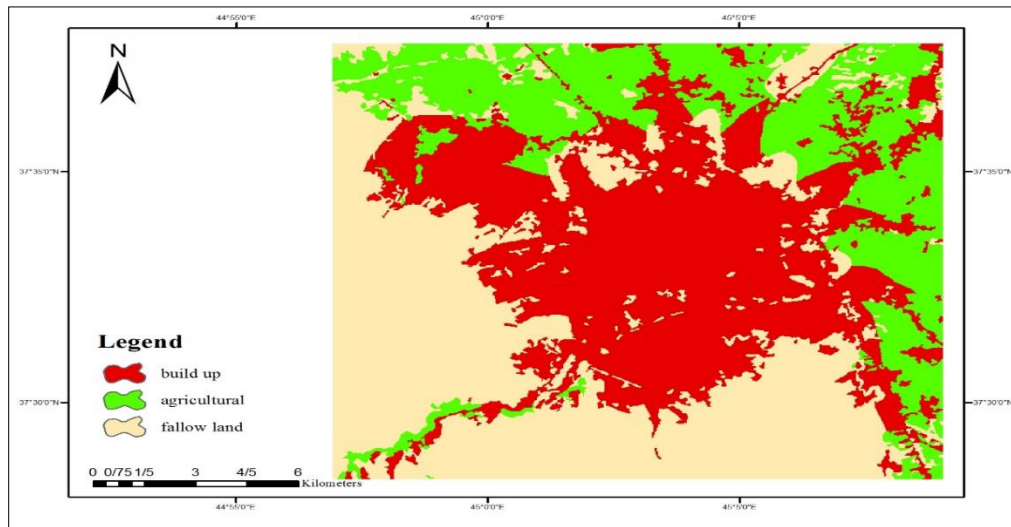 44°55'0"E 45°0'0"E 45°5'0"E
N
37°35'0"N 37°35'0"N
Legend
build up
agricultural
fallow land
37°30'0"N 37°30'0"N
0 0/75 1/5 3 4/5 6
Kilometers
44°55'0"E 45°0'0"E 45°5'0"E